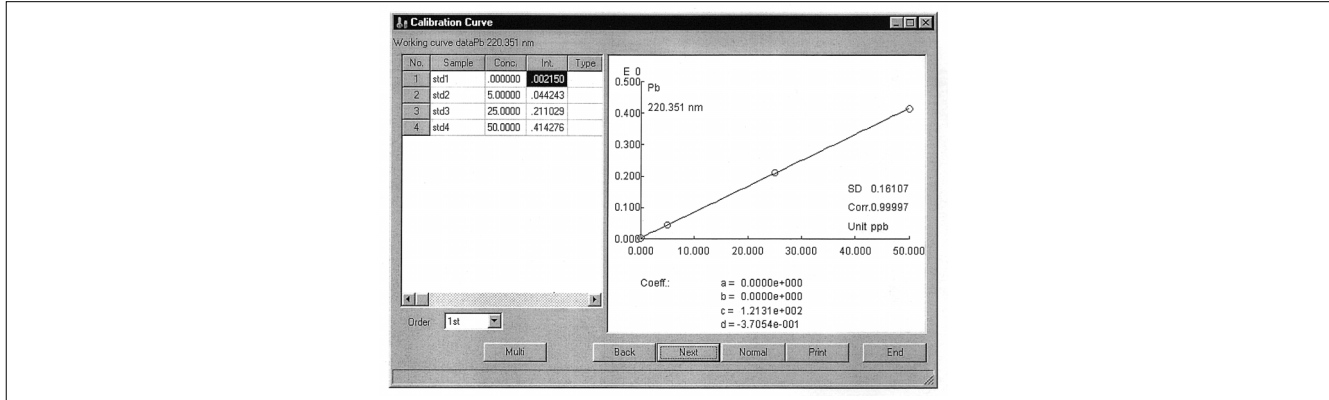 Calibration Curve
Working curve dataPb 220.351 nm
No. Sample Conc. Int. Type
1 std1 .000000 .002150
2 std2 5.00000 .044243
3 std3 25.0000 .211029
4 std4 50.0000 .414276
Order 1st
E 0
0.500
Pb
0.400
220.351 nm
0.300
0.200
SD 0.16107
0.100
Corr.0.99997
Unit ppb
0.000
0.000 10.000 20.000 30.000 40.000 50.000
Coeff.: a= 0.0000e+000
b= 0.0000e+000
c= 1.2131e+002
d=-3.7054e-001
Multi Back Next Normal Print End